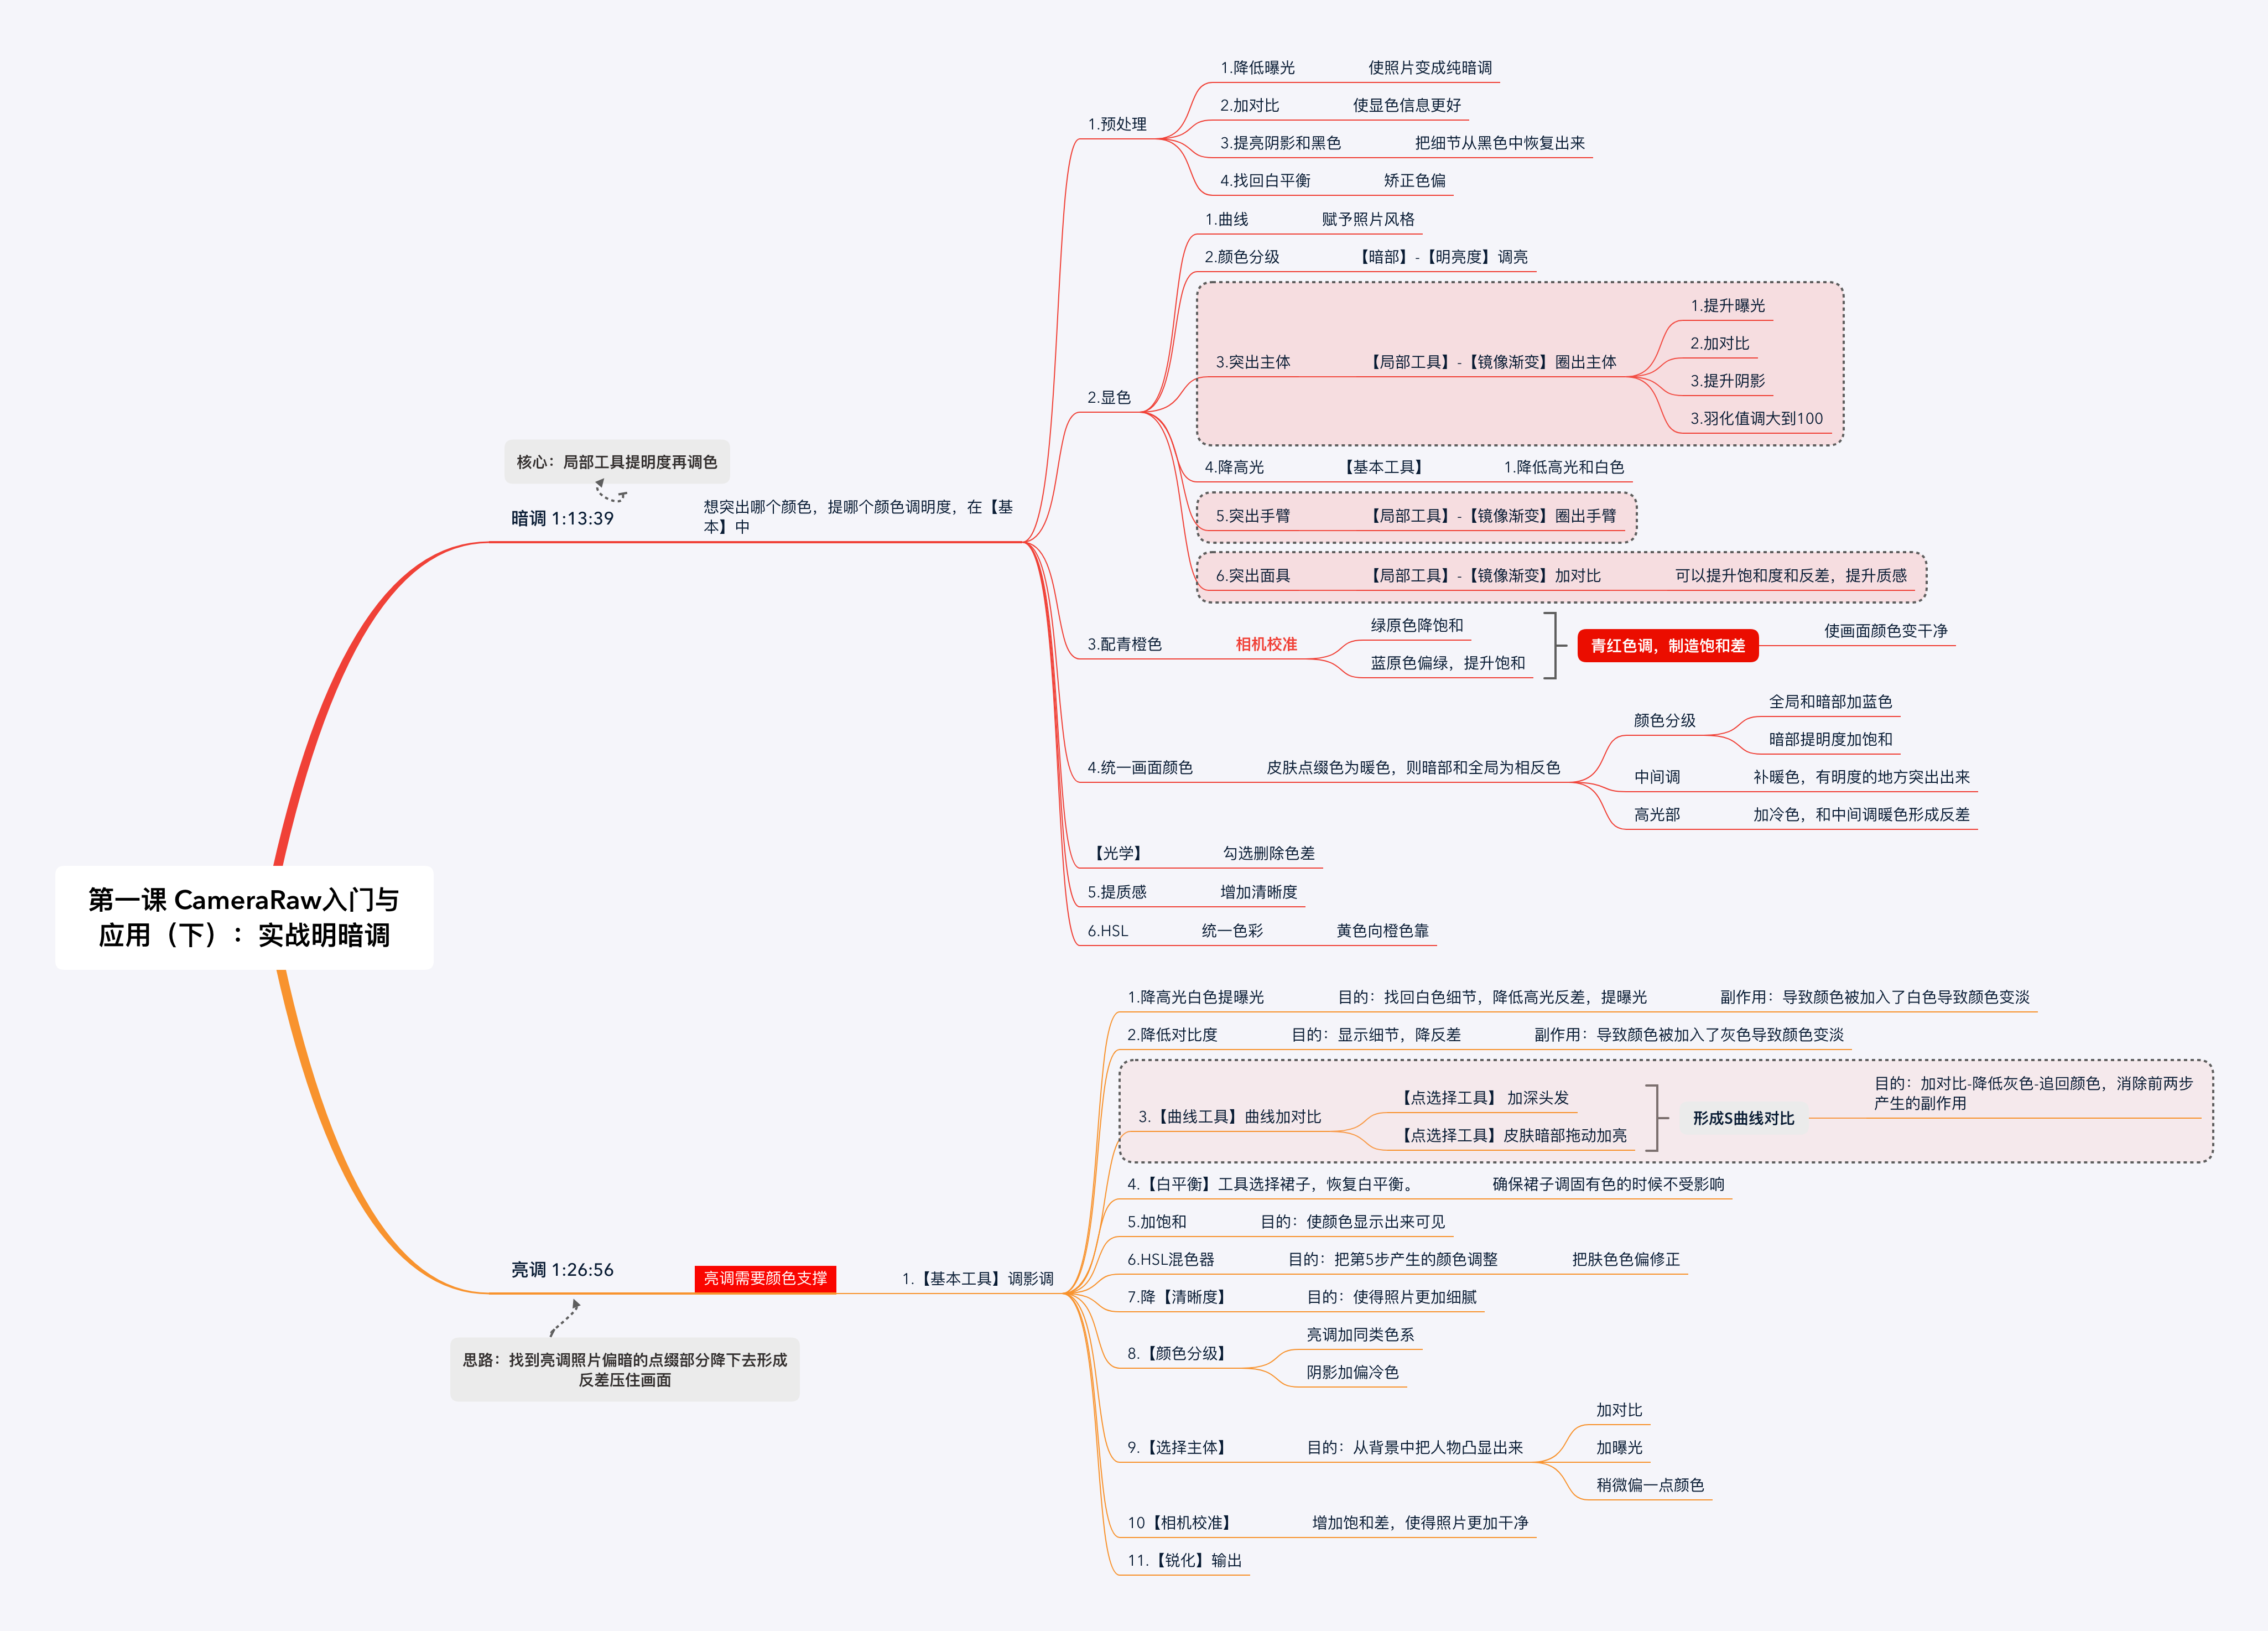 第一课 CameraRaw入门与
应用（下）：实战明暗调
核心：局部工具提明度再调色
暗调 1:13:39
想突出哪个颜色，提哪个颜色调明度，在【基
本】中
1.预处理
1.降低曝光
使照片变成纯暗调
2.加对比
使显色信息更好
3.提亮阴影和黑色
把细节从黑色中恢复出来
4.找回白平衡
矫正色偏
2.显色
1.曲线
赋予照片风格
2.颜色分级
【暗部】-【明亮度】调亮
3.突出主体
【局部工具】-【镜像渐变】圈出主体
1.提升曝光
2.加对比
3.提升阴影
3.羽化值调大到100
4.降高光
【基本工具】
1.降低高光和白色
5.突出手臂
【局部工具】-【镜像渐变】圈出手臂
6.突出面具
【局部工具】-【镜像渐变】加对比
可以提升饱和度和反差，提升质感
3.配青橙色
相机校准
绿原色降饱和
蓝原色偏绿，提升饱和
青红色调，制造饱和差
使画面颜色变干净
4.统一画面颜色
皮肤点缀色为暖色，则暗部和全局为相反色
颜色分级
全局和暗部加蓝色
暗部提明度加饱和
中间调
补暖色，有明度的地方突出出来
高光部
加冷色，和中间调暖色形成反差
【光学】
勾选删除色差
5.提质感
增加清晰度
6.HSL
统一色彩
黄色向橙色靠
亮调 1:26:56
思路：找到亮调照片偏暗的点缀部分降下去形成
反差压住画面
亮调需要颜色支撑
1.【基本工具】调影调
1.降高光白色提曝光
目的：找回白色细节，降低高光反差，提曝光
副作用：导致颜色被加入了白色导致颜色变淡
2.降低对比度
目的：显示细节，降反差
副作用：导致颜色被加入了灰色导致颜色变淡
3.【曲线工具】曲线加对比
【点选择工具】 加深头发
【点选择工具】皮肤暗部拖动加亮
形成S曲线对比
目的：加对比-降低灰色-追回颜色，消除前两步
产生的副作用
4.【白平衡】工具选择裙子，恢复白平衡。
确保裙子调固有色的时候不受影响
5.加饱和
目的：使颜色显示出来可见
6.HSL混色器
目的：把第5步产生的颜色调整
把肤色色偏修正
7.降【清晰度】
目的：使得照片更加细腻
8.【颜色分级】
亮调加同类色系
阴影加偏冷色
9.【选择主体】
目的：从背景中把人物凸显出来
加对比
加曝光
稍微偏一点颜色
10【相机校准】
增加饱和差，使得照片更加干净
11.【锐化】输出